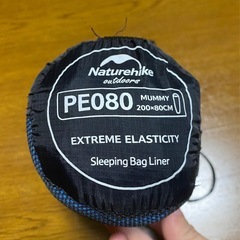 Naturehike
outdoors
PE080
MUMMY
200×80CM
EXTREME ELASTICITY
Sleeping Bag Liner